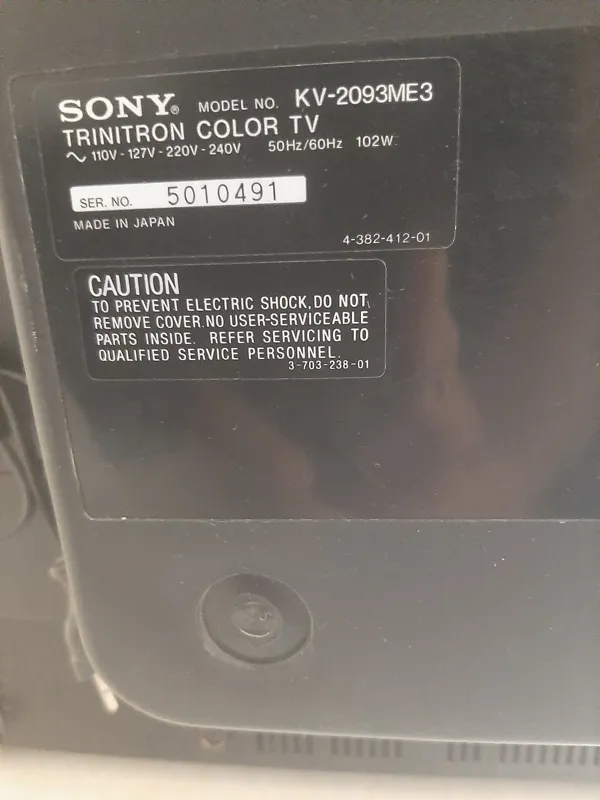 SONY® MODEL NO. KV-2093ME3
TRINITRON COLOR TV
~ 110V-127V-220V-240V 50Hz/60Hz 102W
SER. NO. 5010491
MADE IN JAPAN
4-382-412-01
CAUTION
TO PREVENT ELECTRIC SHOCK, DO NOT
REMOVE COVER. NO USER-SERVICEABLE
PARTS INSIDE. REFER SERVICING TO
QUALIFIED SERVICE PERSONNEL.
3-703-238-01